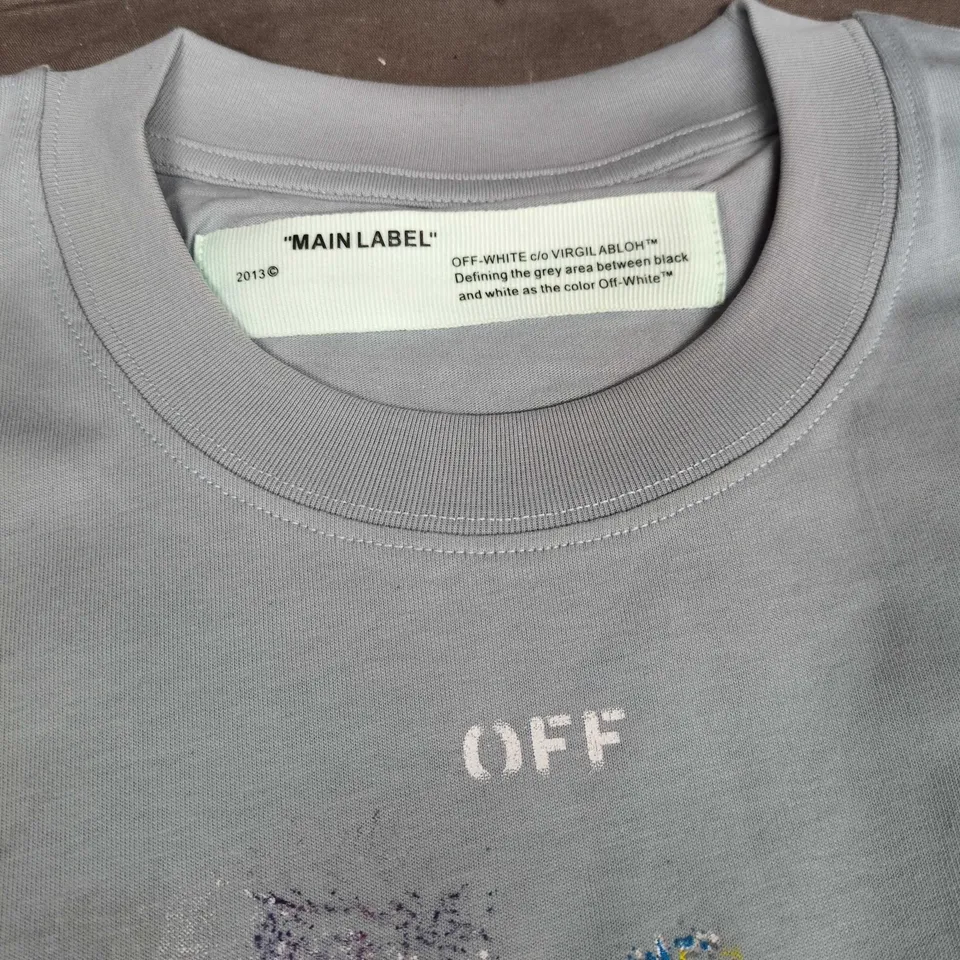 "MAIN LABEL"
2013©
OFF-WHITE c/o VIRGIL ABLOH™
Defining the grey area between black
and white as the color Off-White™
OFF